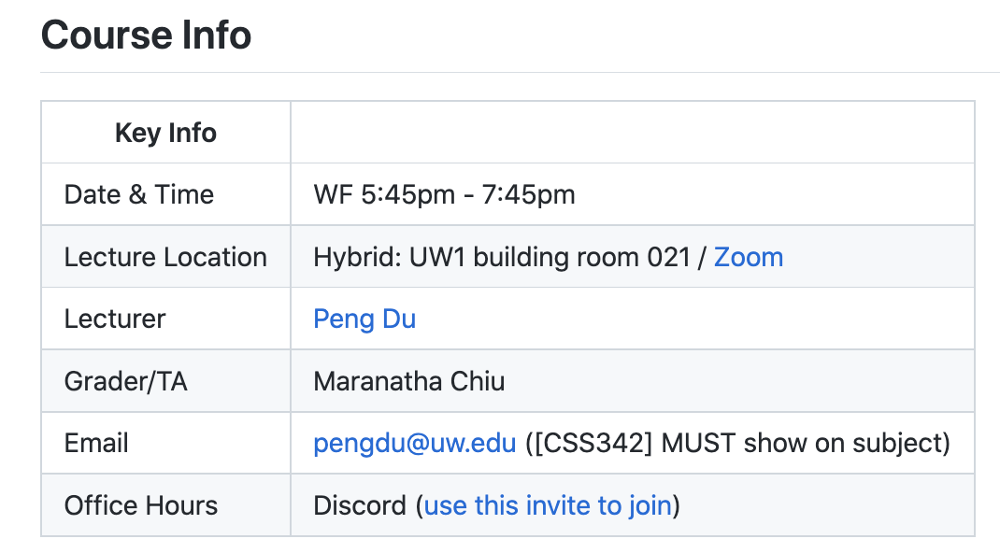 Course Info
Key Info
Date & Time WF 5:45pm - 7:45pm
Lecture Location Hybrid: UW1 building room 021 / Zoom
Lecturer Peng Du
Grader/TA Maranatha Chiu
Email pengdu@uw.edu ([CSS342] MUST show on subject)
Office Hours Discord (use this invite to join)